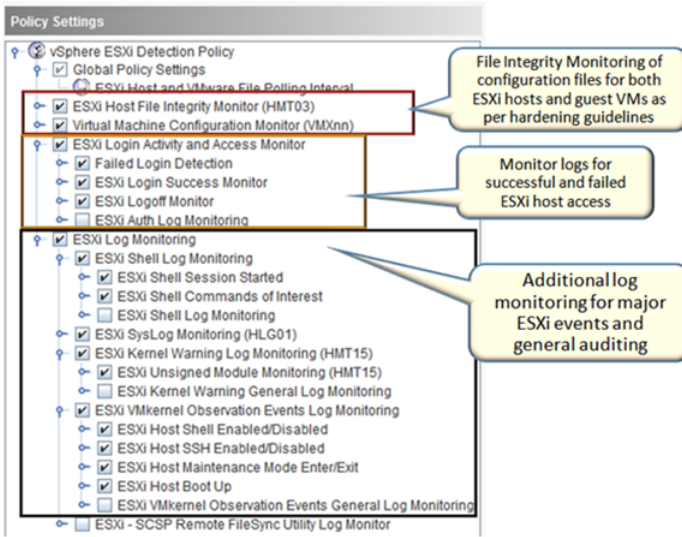 Policy Settings
vSphere ESXi Detection Policy
Global Policy Settings
ESXi Host and VMware File Polling Interval
ESXi Host File Integrity Monitor (HMT03)
Virtual Machine Configuration Monitor (VMXnn)
ESXi Login Activity and Access Monitor
Failed Login Detection
ESXi Login Success Monitor
ESXi Logoff Monitor
ESXi Auth Log Monitoring
ESXi Log Monitoring
ESXi Shell Log Monitoring
ESXi Shell Session Started
ESXi Shell Commands of Interest
ESXi Shell Log Monitoring
ESXi SysLog Monitoring (HLG01)
ESXi Kernel Warning Log Monitoring (HMT15)
ESXi Unsigned Module Monitoring (HMT15)
ESXi Kernel Warning General Log Monitoring
ESXi VMkernel Observation Events Log Monitoring
ESXi Host Shell Enabled/Disabled
ESXi Host SSH Enabled/Disabled
ESXi Host Maintenance Mode Enter/Exit
ESXi Host Boot Up
ESXi VMkernel Observation Events General Log Monitoring
ESXi - SCSP Remote FileSync Utility Log Monitor
File Integrity Monitoring of
configuration files for both
ESXi hosts and guest VMs as
per hardening guidelines
Monitor logs for
successful and failed
ESXi host access
Additional log
monitoring for major
ESXi events and
general auditing